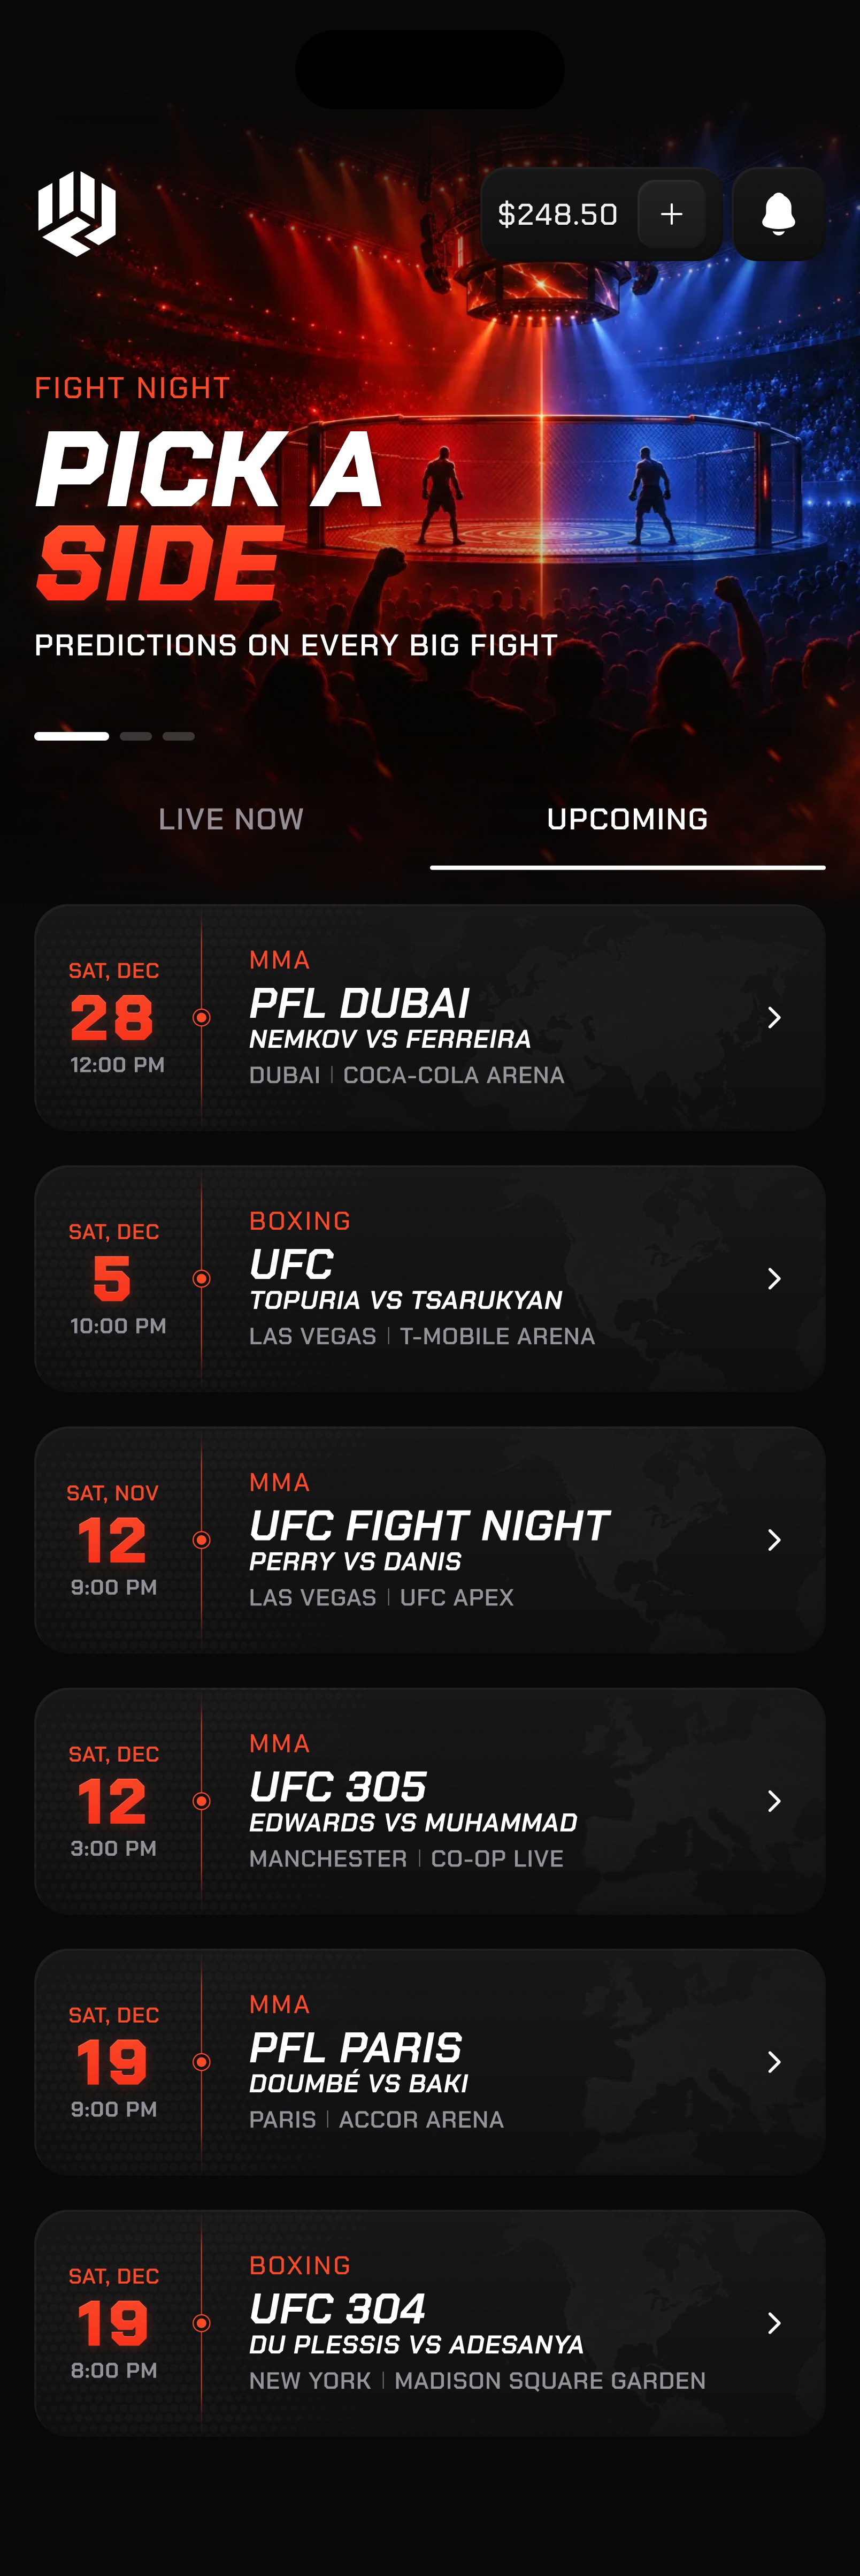 $248.50
FIGHT NIGHT
PICK A
SIDE
PREDICTIONS ON EVERY BIG FIGHT
LIVE NOW
UPCOMING
SAT, DEC
28
12:00 PM
MMA
PFL DUBAI
NEMKOV VS FERREIRA
DUBAI | COCA-COLA ARENA
SAT, DEC
5
10:00 PM
BOXING
UFC
TOPURIA VS TSARUKYAN
LAS VEGAS | T-MOBILE ARENA
SAT, NOV
12
9:00 PM
MMA
UFC FIGHT NIGHT
PERRY VS DANIS
LAS VEGAS | UFC APEX
SAT, DEC
12
3:00 PM
MMA
UFC 305
EDWARDS VS MUHAMMAD
MANCHESTER | CO-OP LIVE
SAT, DEC
19
9:00 PM
MMA
PFL PARIS
DOUMBÉ VS BAKI
PARIS | ACCOR ARENA
SAT, DEC
19
8:00 PM
BOXING
UFC 304
DU PLESSIS VS ADESANYA
NEW YORK | MADISON SQUARE GARDEN